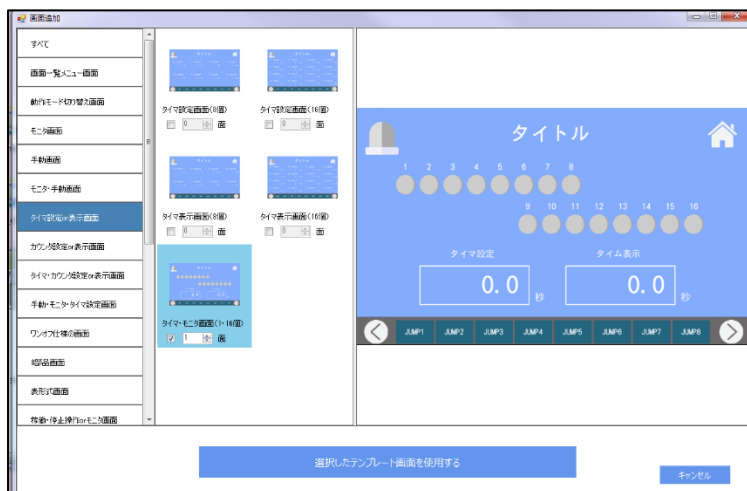 画面追加
すべて
画面一覧メニュー画面
動作モード切り替え画面
モニタ画面
手動画面
モニタ・手動画面
タイマ設定or表示画面
カウンタ設定or表示画面
タイマ・カウンタ設定or表示画面
手動・モニタ・タイマ設定画面
ワンオフ仕様の画面
部品画面
表形式画面
稼働・停止操作orモニタ画面
タイマ設定画面(8個)
0 面
タイマ設定画面(16個)
0 面
タイマ表示画面(8個)
0 面
タイマ表示画面(16個)
0 面
タイマ・モニタ画面(1・16個)
1 面
タイトル
1 2 3 4 5 6 7 8
9 10 11 12 13 14 15 16
タイマ設定
タイム表示
0.0 秒
0.0 秒
JUMP1 JUMP2 JUMP3 JUMP4 JUMP5 JUMP6 JUMP7 JUMP8
選択したテンプレート画面を使用する
キャンセル